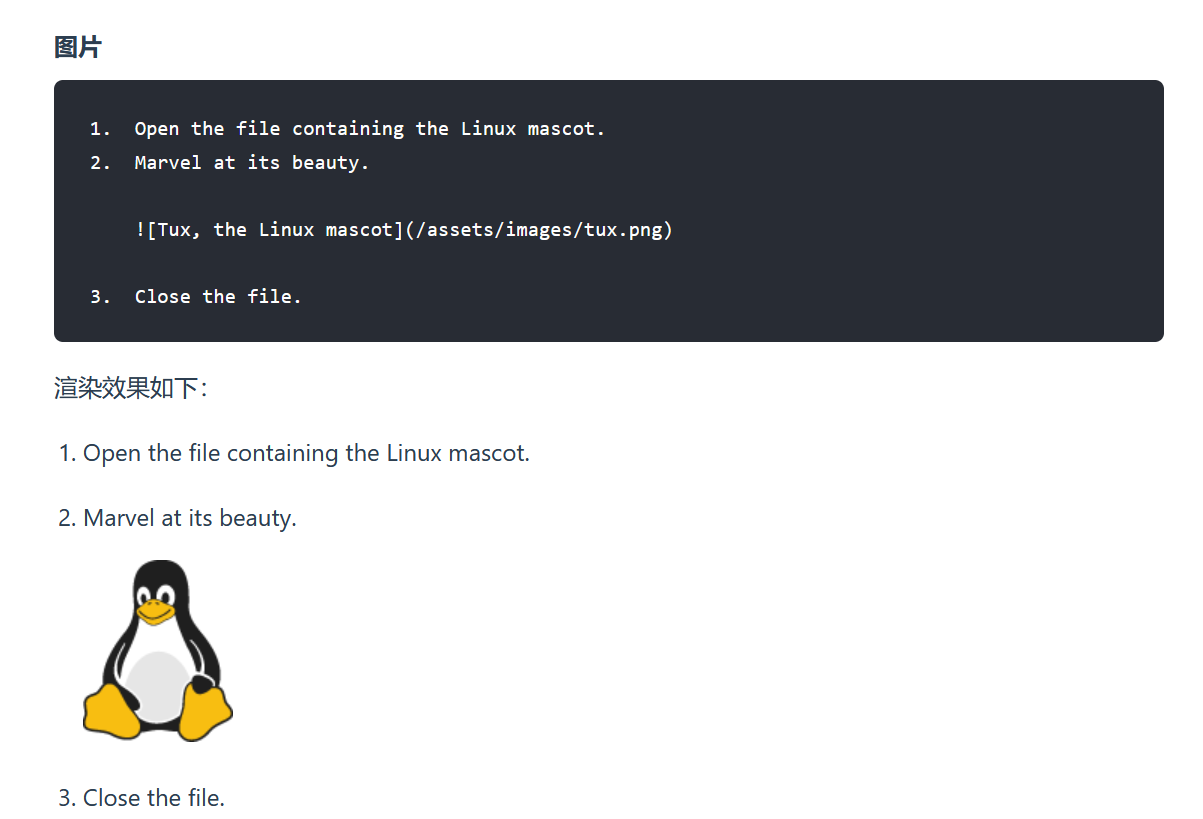 图片
1.  Open the file containing the Linux mascot.
2.  Marvel at its beauty.
![Tux, the Linux mascot](/assets/images/tux.png)
3.  Close the file.
渲染效果如下：
1. Open the file containing the Linux mascot.
2. Marvel at its beauty.
3. Close the file.